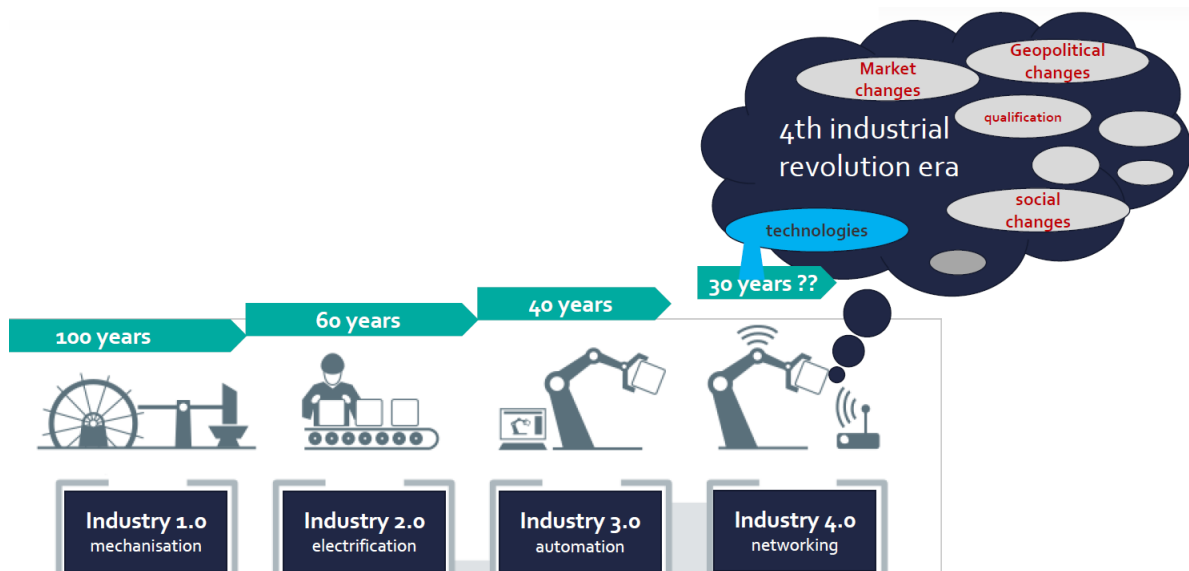 Market
changes
Geopolitical
changes
qualification
4th industrial
revolution era
social
changes
technologies
100 years
60 years
40 years
30 years ??
Industry 1.0
mechanisation
Industry 2.0
electrification
Industry 3.0
automation
Industry 4.0
networking